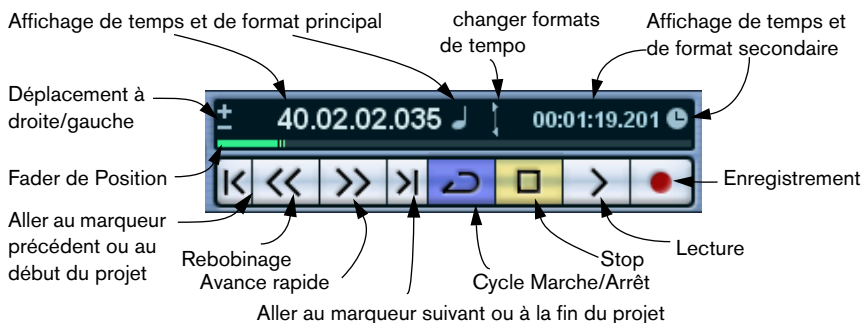 Affichage de temps et de format principal
changer formats
de tempo
Affichage de temps et
de format secondaire
Déplacement à
droite/gauche
40.02.02.035
00:01:19.201
Fader de Position
Enregistrement
Aller au marqueur
précédent ou au
début du projet
Rebobinage
Avance rapide
Stop
Lecture
Cycle Marche/Arrêt
Aller au marqueur suivant ou à la fin du projet